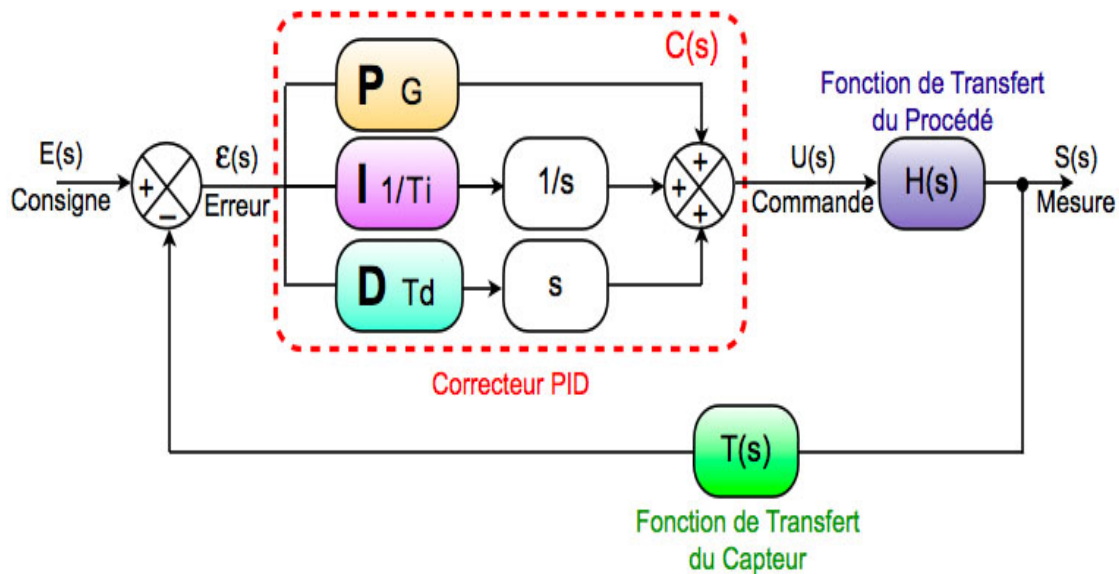 C(s)
P G
Fonction de Transfert
du Procédé
E(s)
Consigne
+
−
ε(s)
Erreur
I 1/Ti
1/s
+
+
+
U(s)
Commande
H(s)
S(s)
Mesure
D Td
s
Correcteur PID
T(s)
Fonction de Transfert
du Capteur